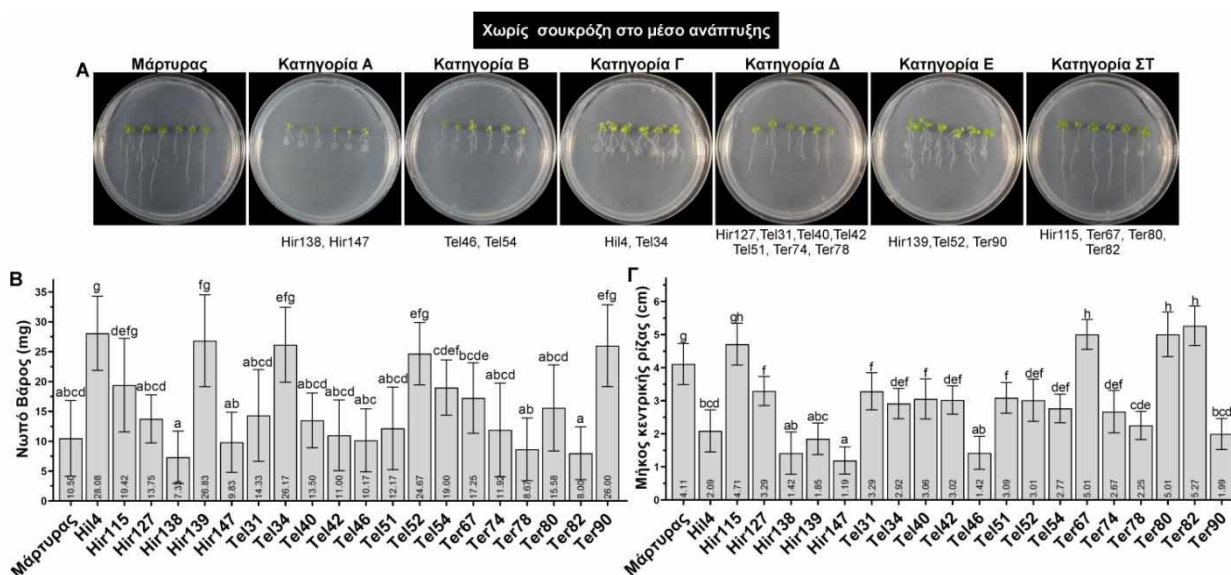 Χωρίς σουκρόζη στο μέσο ανάπτυξης
Α
Μάρτυρας Κατηγορία Α Κατηγορία Β Κατηγορία Γ Κατηγορία Δ Κατηγορία Ε Κατηγορία ΣΤ
Hir138, Hir147
Tel46, Tel54
Hil4, Tel34
Hir127,Tel31,Tel40,Tel42
Tel51, Ter74, Ter78
Hir139,Tel52, Ter90
Hir115, Ter67, Ter80,
Ter82
Β
Νωπό Βάρος (mg)
35
30
25
20
15
10
5
0
abcd g defg abcd a fg ab abcd efg abcd abcd abc abcd efg cdef bcde abcd ab abcd a efg
10.50 28.08 19.42 13.75 7.33 26.83 9.83 14.33 26.17 13.50 11.00 10.17 12.17 24.67 19.00 17.25 11.92 8.67 15.58 8.00 26.00
Μάρτυρας Hil4 Hir115 Hir127 Hir138 Hir139 Hir147 Tel31 Tel34 Tel40 Tel42 Tel46 Tel51 Tel52 Tel54 Ter67 Ter74 Ter78 Ter80 Ter82 Ter90
Γ
Μήκος κεντρικής ρίζας (cm)
6
5
4
3
2
1
0
g bcd gh f ab abc a f def f f ab f def def h def cde h h bcd
4.11 2.09 4.71 3.29 1.42 1.85 1.19 3.29 2.92 3.06 3.02 1.42 3.09 3.01 2.77 5.01 2.67 2.25 5.01 5.27 1.99
Μάρτυρας Hil4 Hir115 Hir127 Hir138 Hir139 Hir147 Tel31 Tel34 Tel40 Tel42 Tel46 Tel51 Tel52 Tel54 Ter67 Ter74 Ter78 Ter80 Ter82 Ter90